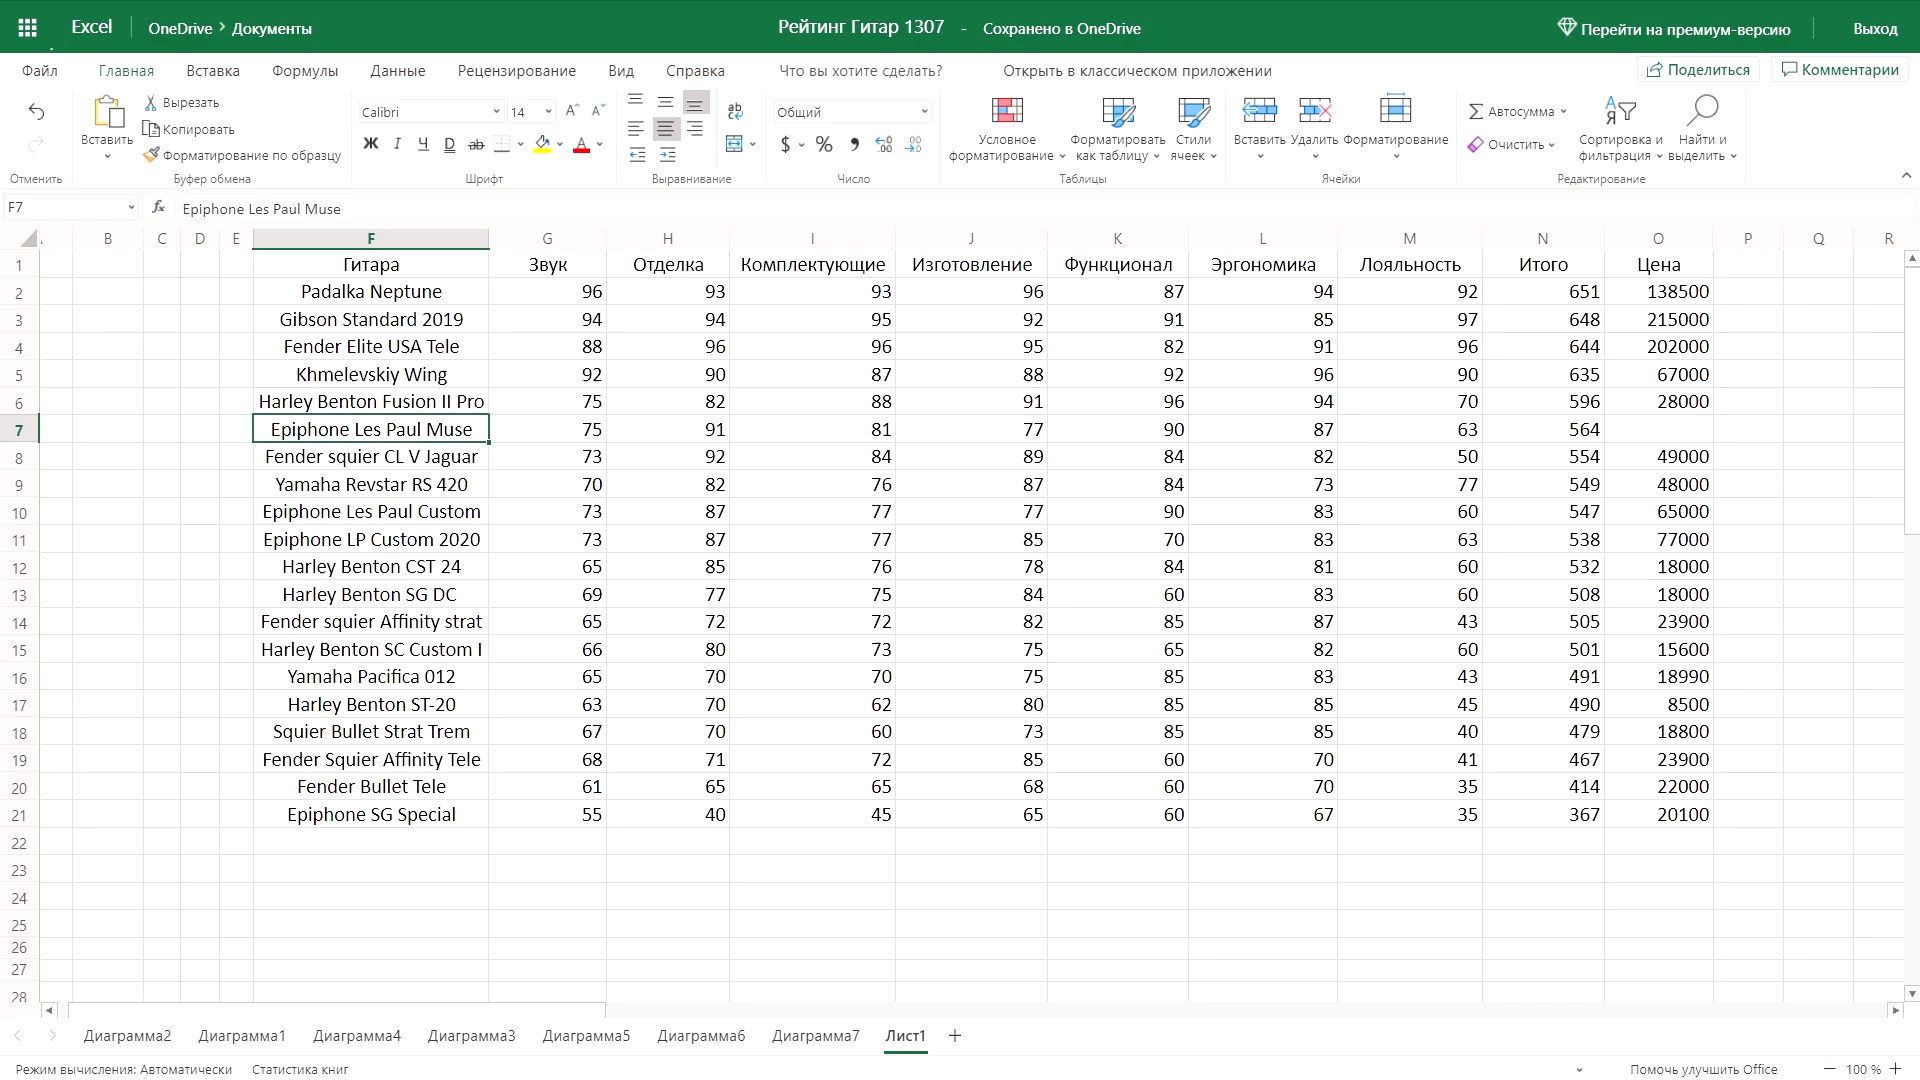 Excel OneDrive > Документы Рейтинг Гитар 1307 - Сохранено в OneDrive Перейти на премиум-версию Выход
Файл Главная Вставка Формулы Данные Рецензирование Вид Справка Что вы хотите сделать? Открыть в классическом приложении Поделиться Комментарии
Вставить Вырезать Calibri 14 Общий Автосумма
Копировать Условное форматирование Форматировать как таблицу Стили ячеек Вставить Удалить Форматирование Сортировка и фильтрация Найти и выделить
Форматирование по образцу Ж К Ч D ab A $ % Очистить
Отменить Буфер обмена Шрифт Выравнивание Число Таблицы Ячейки Редактирование
F7 fx Epiphone Les Paul Muse
B C D E F G H I J K L M N O P Q R
1 Гитара Звук Отделка Комплектующие Изготовление Функционал Эргономика Лояльность Итого Цена
2 Padalka Neptune 96 93 93 96 87 94 92 651 138500
3 Gibson Standard 2019 94 94 95 92 91 85 97 648 215000
4 Fender Elite USA Tele 88 96 96 95 82 91 96 644 202000
5 Khmelevskiy Wing 92 90 87 88 92 96 90 635 67000
6 Harley Benton Fusion II Pro 75 82 88 91 96 94 70 596 28000
7 Epiphone Les Paul Muse 75 91 81 77 90 87 63 564
8 Fender squier CL V Jaguar 73 92 84 89 84 82 50 554 49000
9 Yamaha Revstar RS 420 70 82 76 87 84 73 77 549 48000
10 Epiphone Les Paul Custom 73 87 77 77 90 83 60 547 65000
11 Epiphone LP Custom 2020 73 87 77 85 70 83 63 538 77000
12 Harley Benton CST 24 65 85 76 78 84 81 60 532 18000
13 Harley Benton SG DC 69 77 75 84 60 83 60 508 18000
14 Fender squier Affinity strat 65 72 72 82 85 87 43 505 23900
15 Harley Benton SC Custom I 66 80 73 75 65 82 60 501 15600
16 Yamaha Pacifica 012 65 70 70 75 85 83 43 491 18990
17 Harley Benton ST-20 63 70 62 80 85 85 45 490 8500
18 Squier Bullet Strat Trem 67 70 60 73 85 85 40 479 18800
19 Fender Squier Affinity Tele 68 71 72 85 60 70 41 467 23900
20 Fender Bullet Tele 61 65 65 68 60 70 35 414 22000
21 Epiphone SG Special 55 40 45 65 60 67 35 367 20100
22
23
24
25
26
27
28
Диаграмма2 Диаграмма1 Диаграмма4 Диаграмма3 Диаграмма5 Диаграмма6 Диаграмма7 Лист1 +
Режим вычисления: Автоматически Статистика книг Помочь улучшить Office — 100 % +